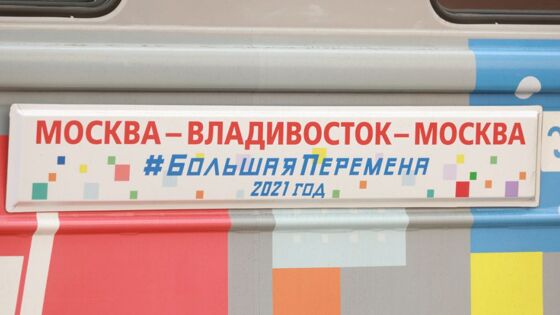 МОСКВА – ВЛАДИВОСТОК – МОСКВА
#БОЛЬШАЯПЕРЕМЕНА
2021 ГОД